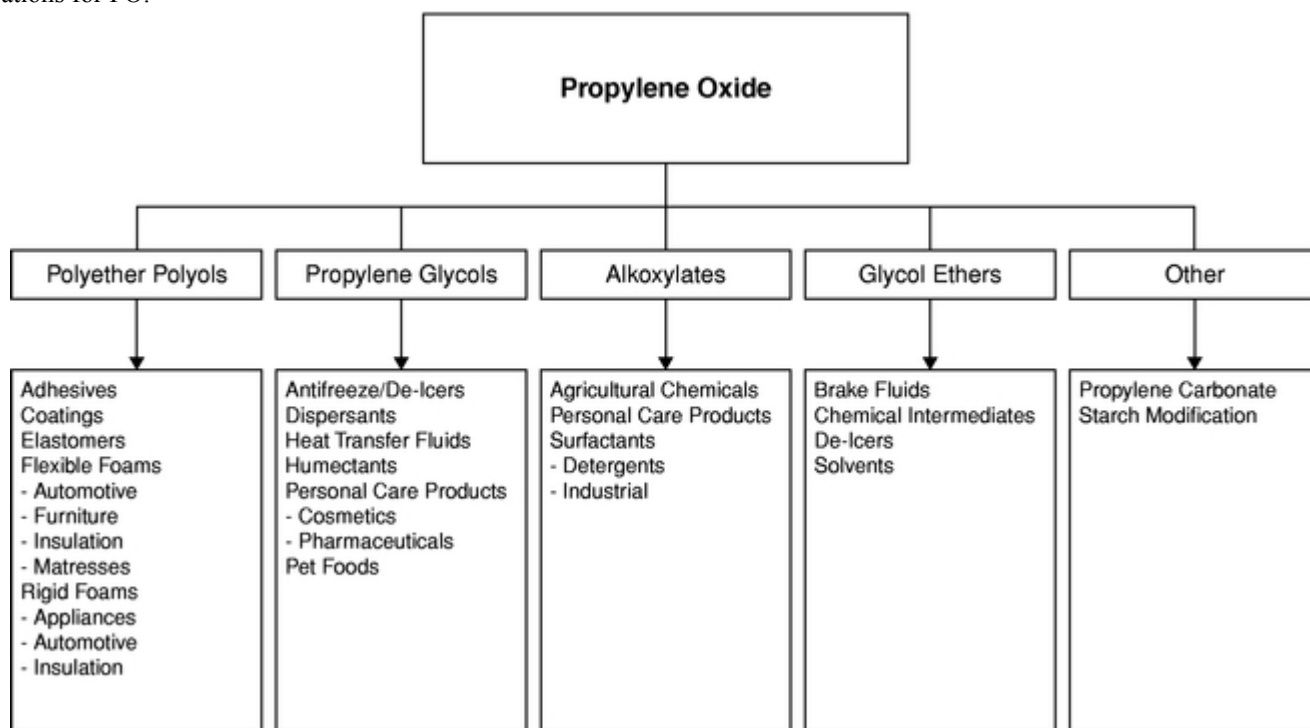 Propylene Oxide
Polyether Polyols
Propylene Glycols
Alkoxylates
Glycol Ethers
Other
Adhesives
Coatings
Elastomers
Flexible Foams
- Automotive
- Furniture
- Insulation
- Matresses
Rigid Foams
- Appliances
- Automotive
- Insulation
Antifreeze/De-Icers
Dispersants
Heat Transfer Fluids
Humectants
Personal Care Products
- Cosmetics
- Pharmaceuticals
Pet Foods
Agricultural Chemicals
Personal Care Products
Surfactants
- Detergents
- Industrial
Brake Fluids
Chemical Intermediates
De-Icers
Solvents
Propylene Carbonate
Starch Modification